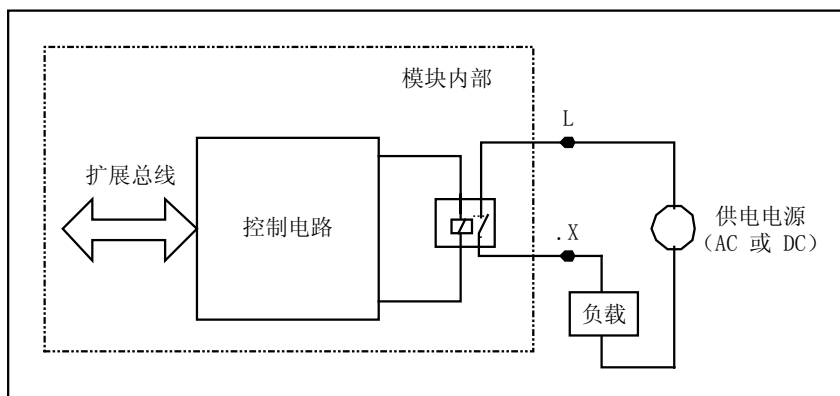 模块内部
L
扩展总线
控制电路
.X
供电电源
（AC 或 DC）
负载